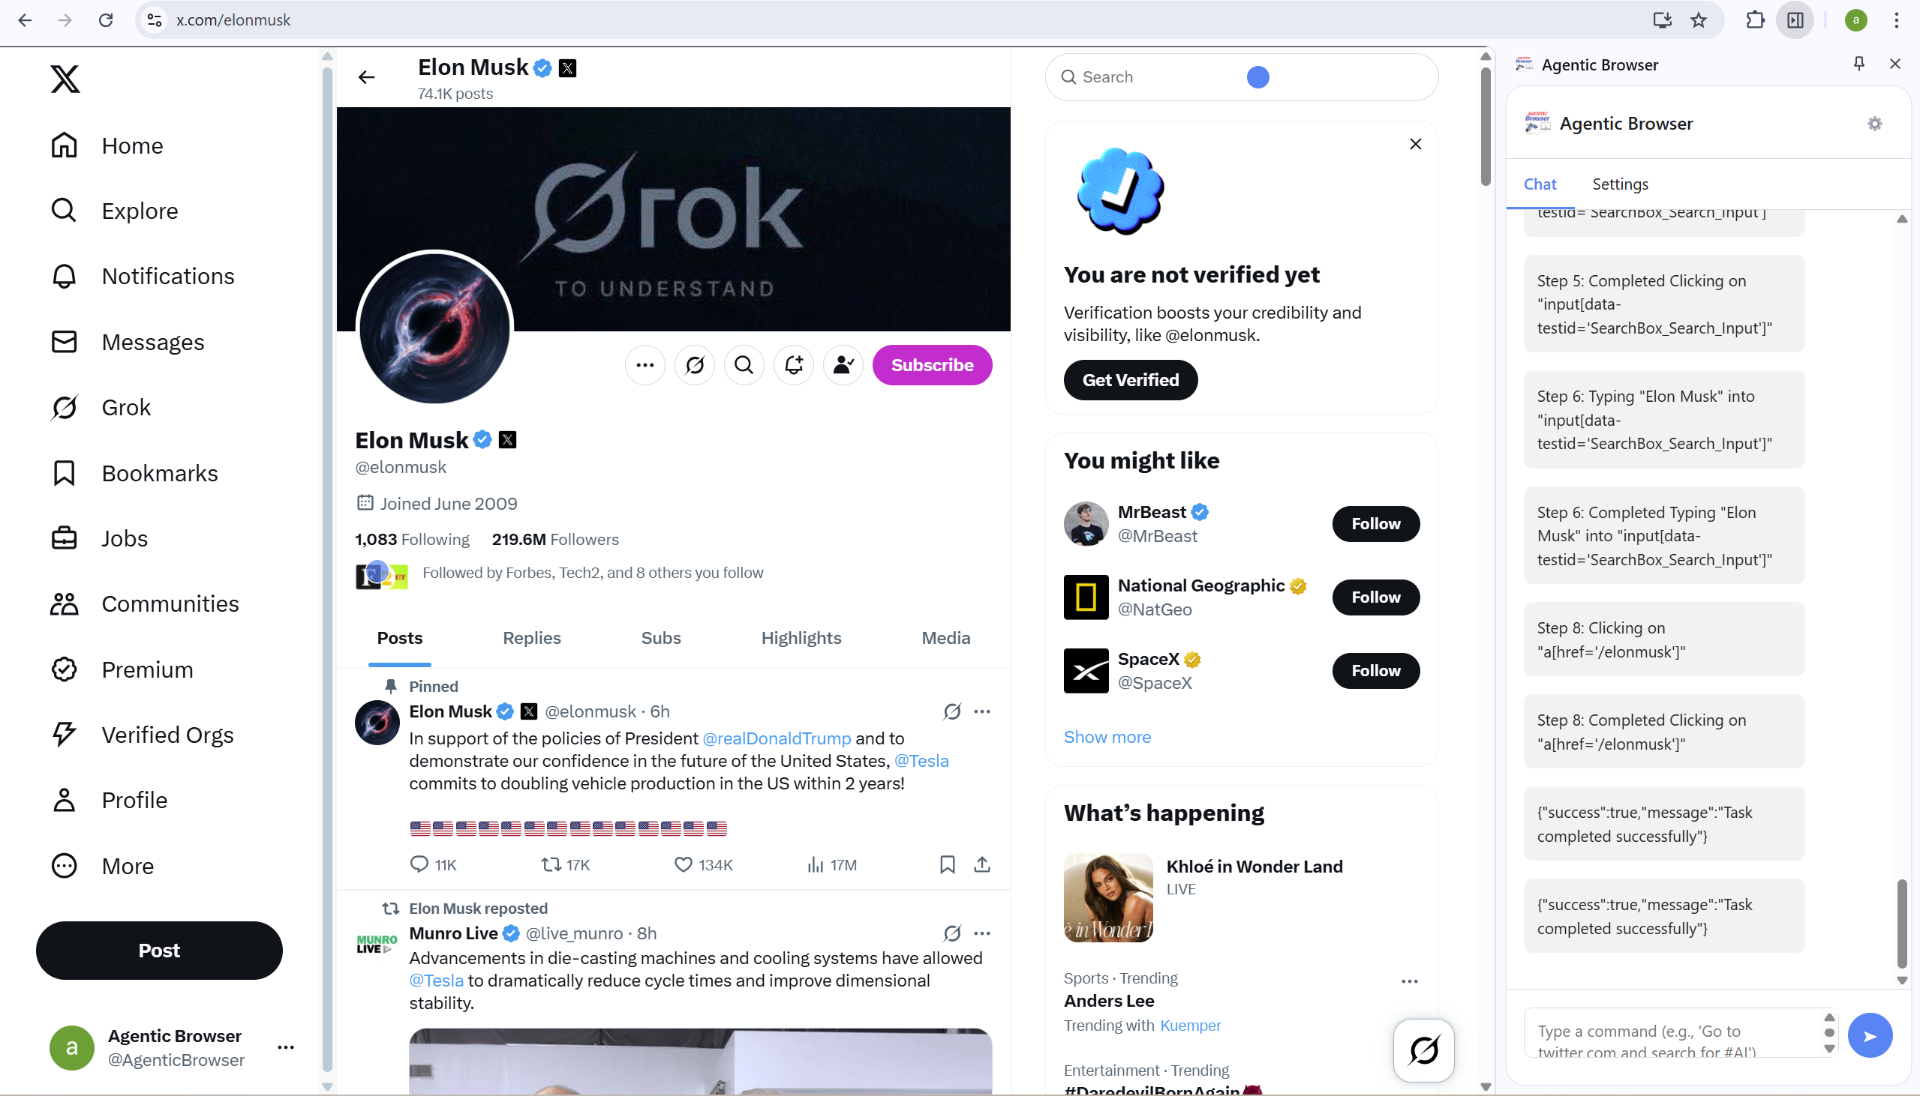 x.com/elonmusk
a
Home
Explore
Notifications
Messages
Grok
Bookmarks
Jobs
Communities
Premium
Verified Orgs
Profile
More
Post
a
Agentic Browser
@AgenticBrowser
Elon Musk
74.1K posts
Grok
TO UNDERSTAND
Subscribe
Elon Musk
@elonmusk
Joined June 2009
1,083 Following 219.6M Followers
Followed by Forbes, Tech2, and 8 others you follow
Posts Replies Subs Highlights Media
Pinned
Elon Musk @elonmusk · 6h
In support of the policies of President @realDonaldTrump and to
demonstrate our confidence in the future of the United States, @Tesla
commits to doubling vehicle production in the US within 2 years!
11K 17K 134K 17M
Elon Musk reposted
MUNRO
LIVE
Munro Live @live_munro · 8h
Advancements in die-casting machines and cooling systems have allowed
@Tesla to dramatically reduce cycle times and improve dimensional
stability.
Search
You are not verified yet
Verification boosts your credibility and
visibility, like @elonmusk.
Get Verified
You might like
MrBeast
@MrBeast
Follow
National Geographic
@NatGeo
Follow
SpaceX
@SpaceX
Follow
Show more
What's happening
Khloé in Wonder Land
LIVE
e in Wonder
Sports · Trending
Anders Lee
Trending with Kuemper
Entertainment · Trending
#DaredevilBornAgain
Agentic Browser
Agentic Browser
Chat Settings
testid='SearchBox_Search_Input']
Step 5: Completed Clicking on
"input[data-
testid='SearchBox_Search_Input']"
Step 6: Typing "Elon Musk" into
"input[data-
testid='SearchBox_Search_Input']"
Step 6: Completed Typing "Elon
Musk" into "input[data-
testid='SearchBox_Search_Input']"
Step 8: Clicking on
"a[href='/elonmusk']"
Step 8: Completed Clicking on
"a[href='/elonmusk']"
{"success":true,"message":"Task
completed successfully"}
{"success":true,"message":"Task
completed successfully"}
Type a command (e.g., 'Go to
twitter.com and search for #AI')